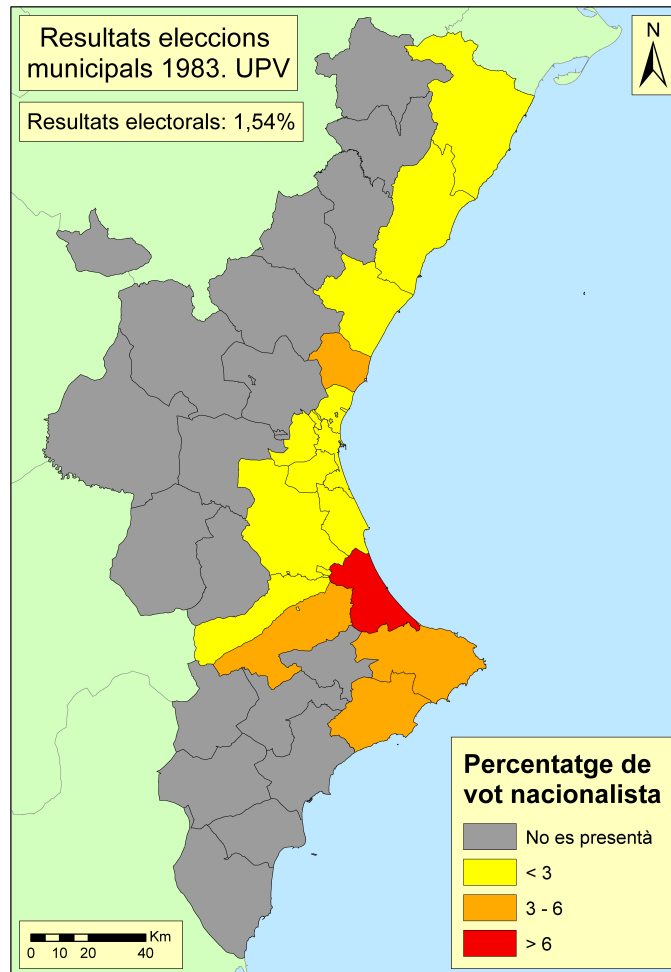 Resultats eleccions
municipals 1983. UPV
Resultats electorals: 1,54%
N
Percentatge de
vot nacionalista
No es presentà
< 3
3 - 6
> 6
Km
0 10 20 40